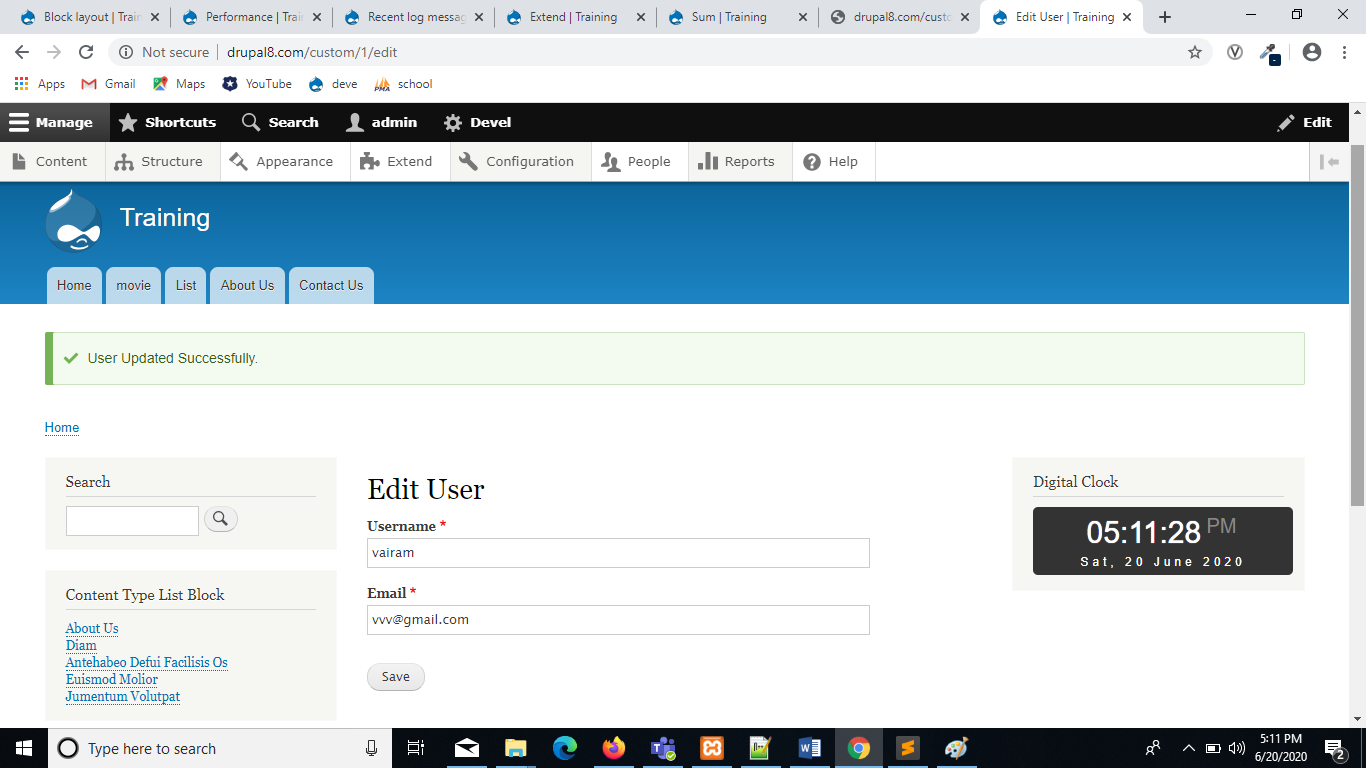 Block layout | Train
Performance | Trai
Recent log messag
Extend | Training
Sum | Training
drupal8.com/custo
Edit User | Training
Not secure
drupal8.com/custom/1/edit
Apps
Gmail
Maps
YouTube
deve
school
Manage
Shortcuts
Search
admin
Devel
Edit
Content
Structure
Appearance
Extend
Configuration
People
Reports
Help
Training
Home
movie
List
About Us
Contact Us
User Updated Successfully.
Home
Search
Content Type List Block
About Us
Diam
Antehabeo Defui Facilisis Os
Euismod Molior
Jumentum Volutpat
Edit User
Username *
vairam
Email *
vvv@gmail.com
Save
Digital Clock
05:11:28 PM
Sat, 20 June 2020
Type here to search
5:11 PM
6/20/2020
2